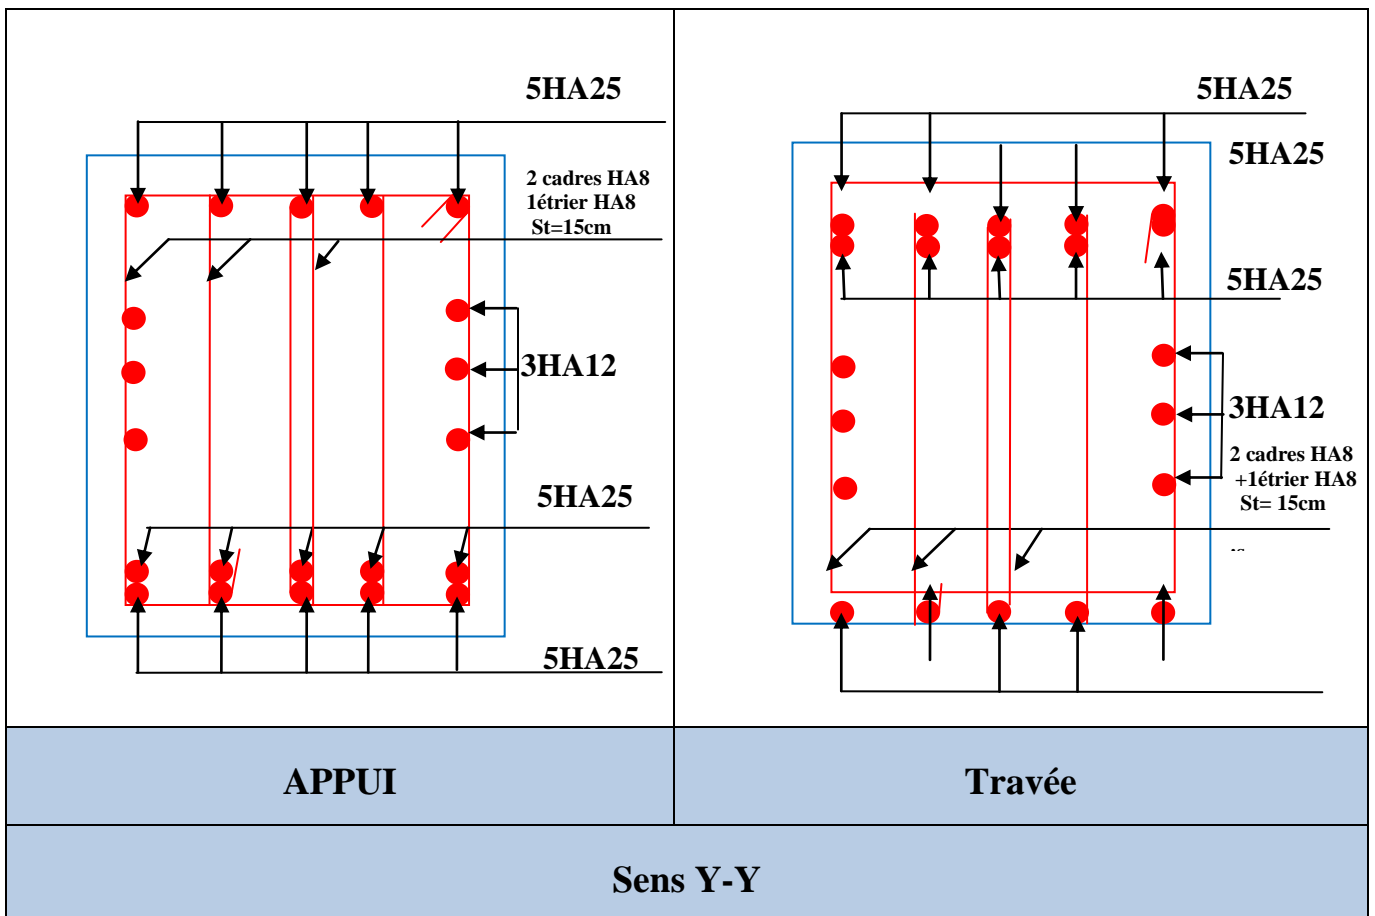 5HA25
2 cadres HA8
1étrier HA8
St=15cm
3HA12
5HA25
5HA25
5HA25
5HA25
5HA25
3HA12
2 cadres HA8
+1étrier HA8
St= 15cm
APPUI
Travée
Sens Y-Y